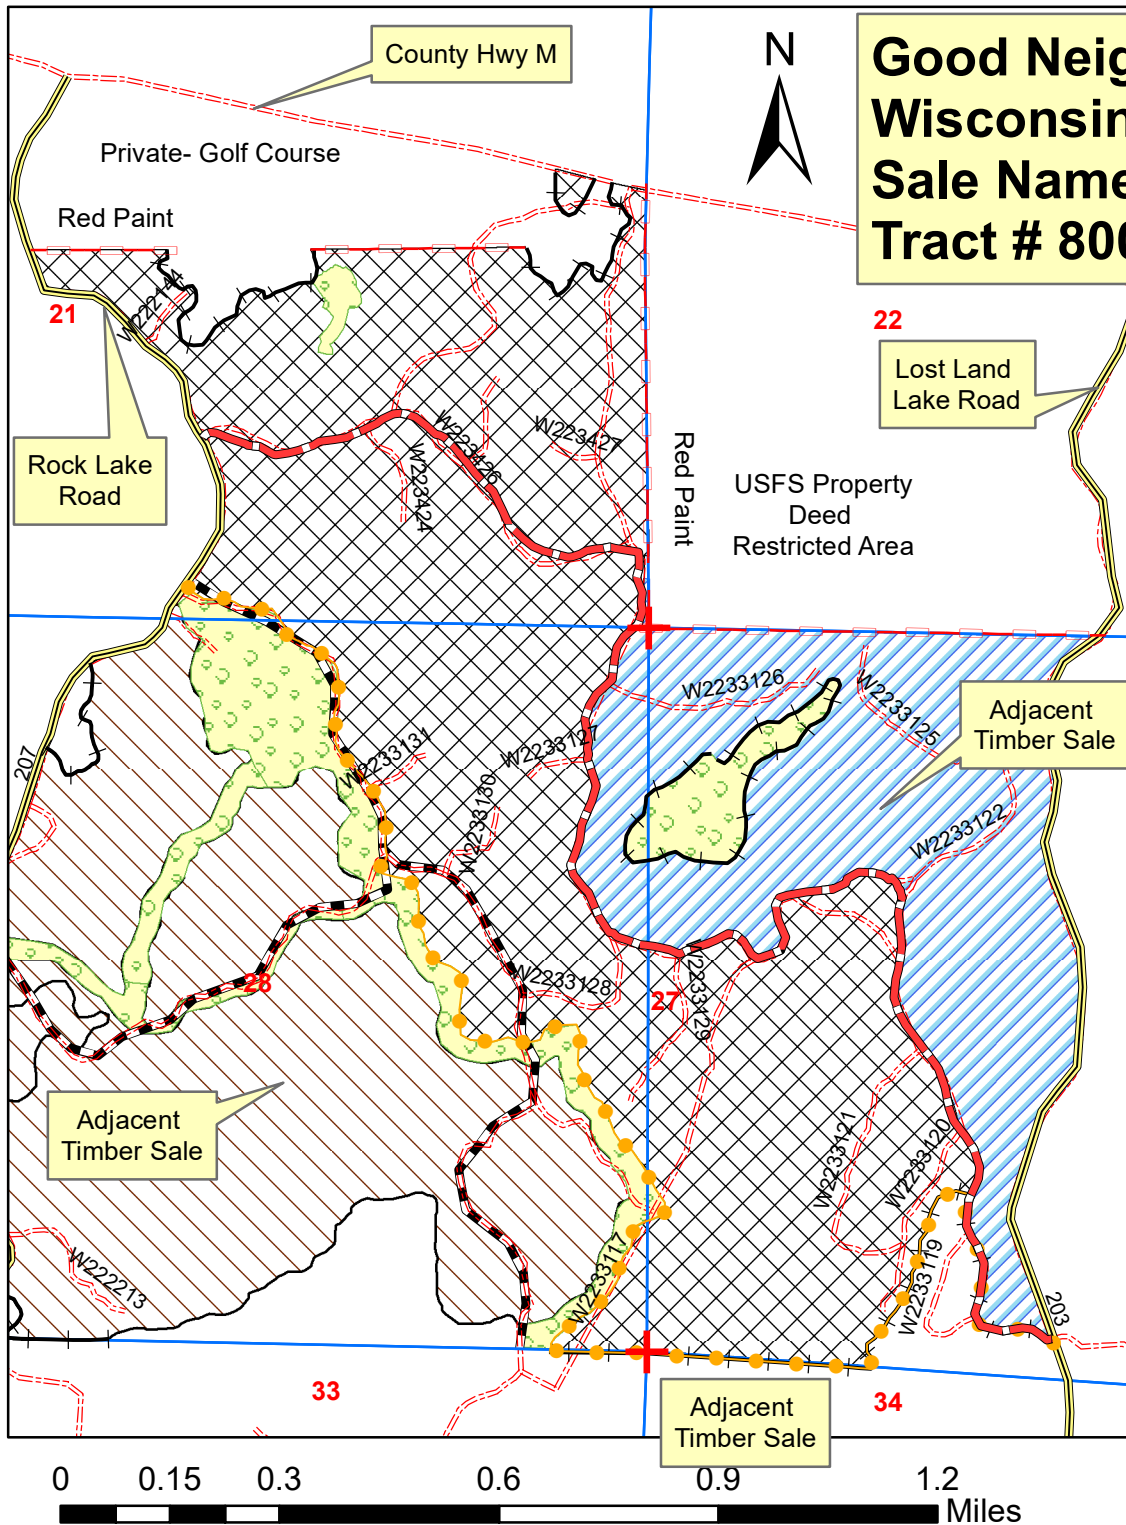 County Hwy M
N
Good Neig
Wisconsin
Sale Name
Tract # 80
Private- Golf Course
Red Paint
21
W222144
22
Lost Land
Lake Road
Rock Lake
Road
W223426
W223427
W223424
Red Paint
USFS Property
Deed
Restricted Area
W2233126
W2233125
Adjacent
Timber Sale
207
W2233131
W2233127
W2233130
W2233122
28
W2233128
27
W2233129
Adjacent
Timber Sale
W2233121
W2233120
W2233119
W2233117
W222213
203
33
34
Adjacent
Timber Sale
0 0.15 0.3 0.6 0.9 1.2
Miles